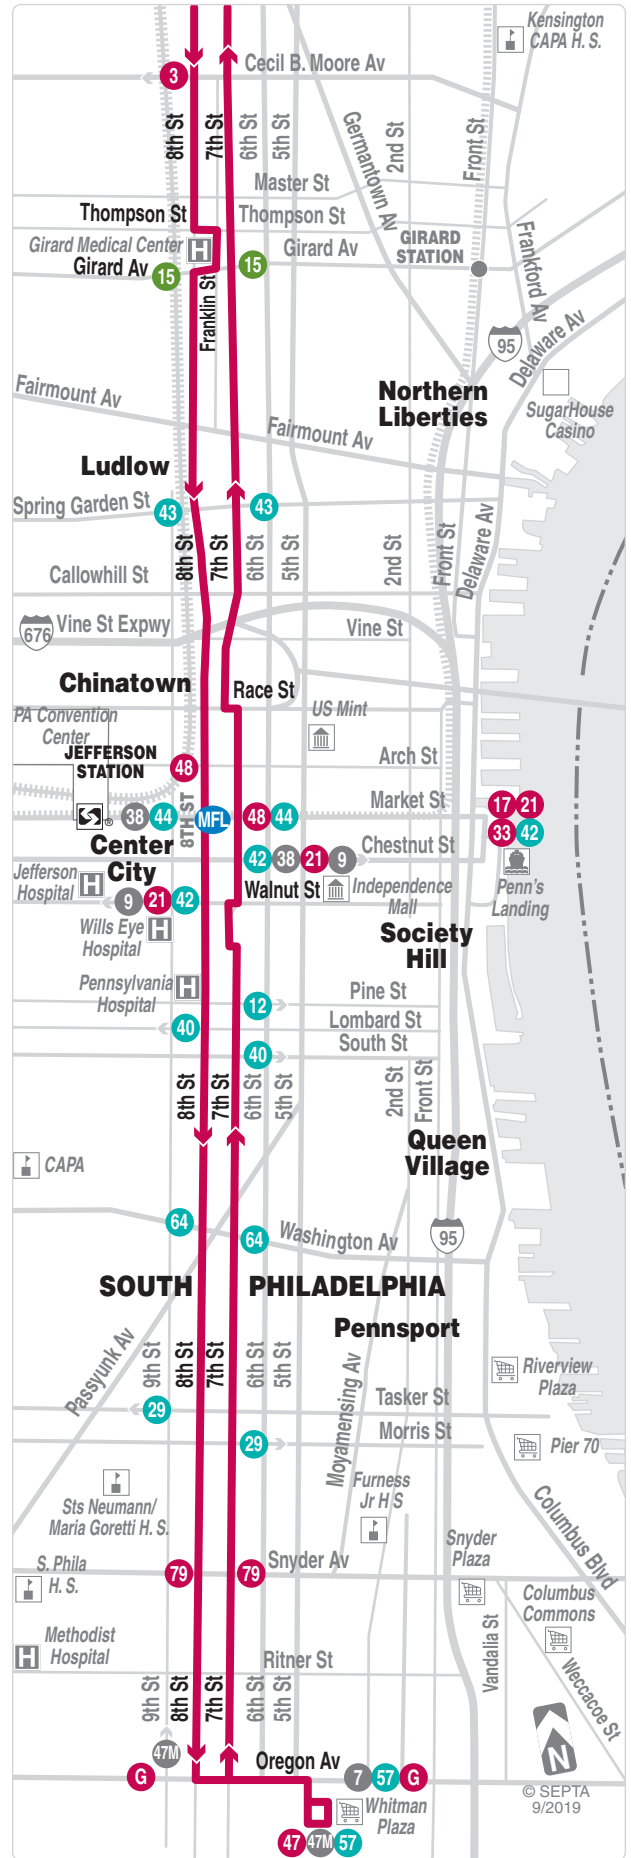 Kensington
CAPA H. S.
Cecil B. Moore Av
3
8th St
7th St
6th St
5th St
Germantown Av
2nd St
Front St
Master St
Thompson St
Thompson St
Girard Medical Center
H
Girard Av
GIRARD
STATION
Frankford Av
Girard Av
15
15
Franklin St
95
Delaware Av
Fairmount Av
Northern
Liberties
SugarHouse
Casino
Fairmount Av
Ludlow
Spring Garden St
43
43
8th St
7th St
6th St
5th St
2nd St
Front St
Delaware Av
Callowhill St
676
Vine St Expwy
Vine St
Chinatown
Race St
PA Convention
Center
US Mint
JEFFERSON
STATION
48
Arch St
Market St
17
21
®
38
44
8TH ST
MFL
48
44
33
42
Center
City
42
38
21
9
Chestnut St
Jefferson
Hospital
H
Walnut St
Independence
Mall
Penn's
Landing
9
21
42
Wills Eye
Hospital
H
Society
Hill
Pennsylvania
Hospital
H
Pine St
12
Lombard St
40
South St
40
8th St
7th St
6th St
5th St
2nd St
Front St
Queen
Village
CAPA
64
64
Washington Av
95
SOUTH PHILADELPHIA
Pennsport
Passyunk Av
9th St
8th St
7th St
6th St
5th St
Moyamensing Av
Riverview
Plaza
Tasker St
29
Morris St
29
Pier 70
Sts Neumann/
Maria Goretti H. S.
Furness
Jr H S
Columbus Blvd
Snyder
Plaza
S. Phila
H. S.
79
79
Snyder Av
Columbus
Commons
Methodist
Hospital
H
Ritner St
Vandalia St
Weccacoe St
9th St
8th St
7th St
6th St
5th St
47M
Oregon Av
G
7
57
G
N
© SEPTA
9/2019
Whitman
Plaza
47
47M
57